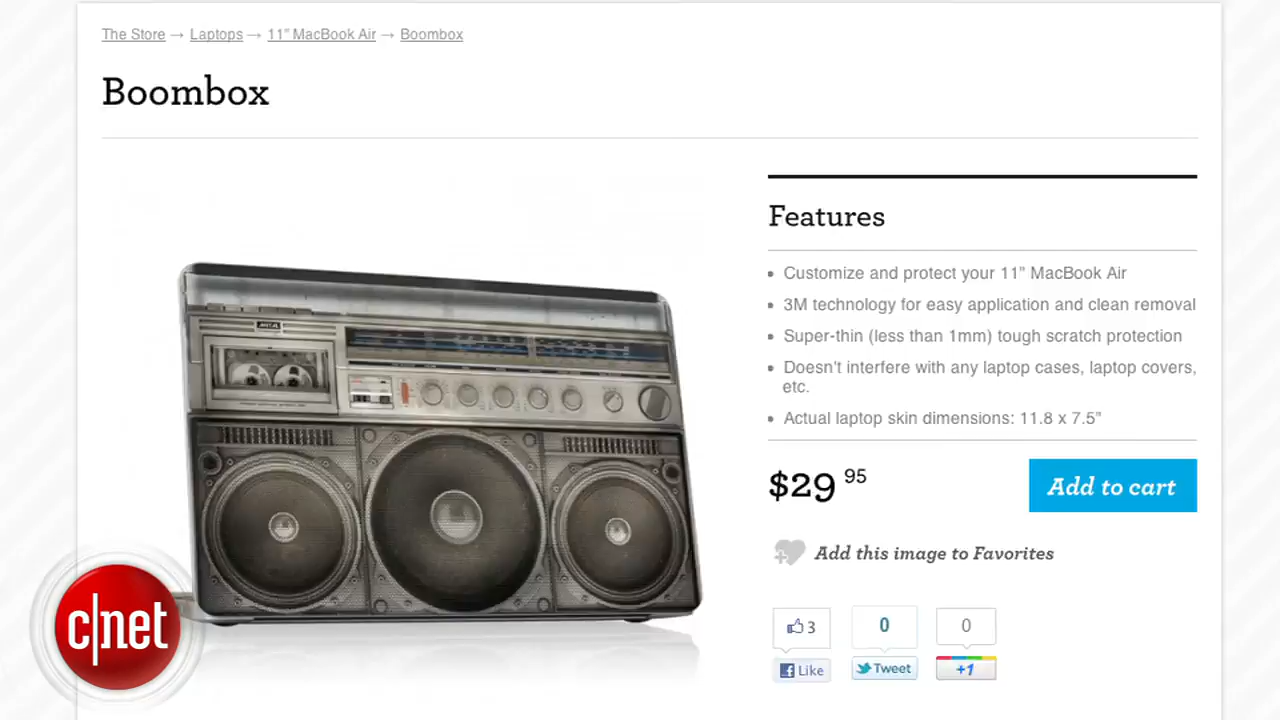 The Store → Laptops → 11" MacBook Air → Boombox
Boombox
Features
Customize and protect your 11" MacBook Air
3M technology for easy application and clean removal
Super-thin (less than 1mm) tough scratch protection
Doesn't interfere with any laptop cases, laptop covers,
etc.
Actual laptop skin dimensions: 11.8 x 7.5"
$29 95
Add to cart
Add this image to Favorites
3 0 0
Like Tweet +1
c|net